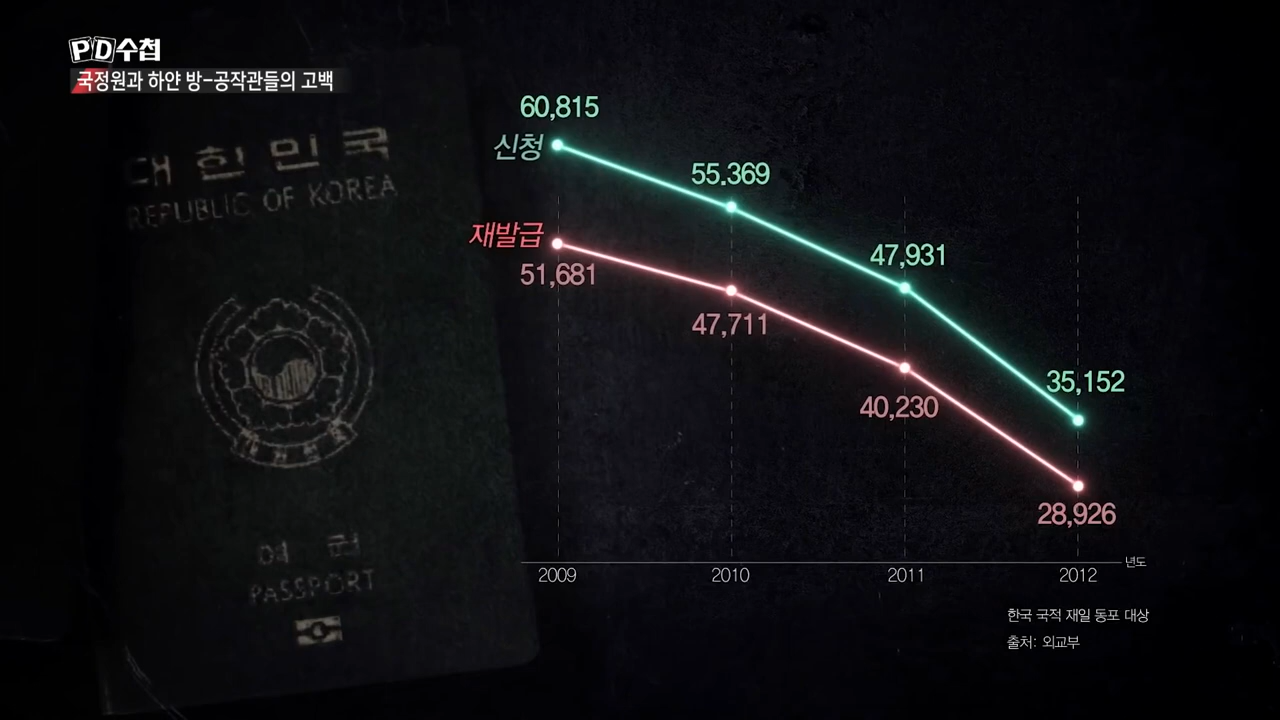 PD수첩
국정원과 하얀 방-공작관들의 고백
대한민국
REPUBLIC OF KOREA
여권
PASSPORT
60,815
신청
55,369
47,931
35,152
재발급
51,681
47,711
40,230
28,926
2009 2010 2011 2012 년도
한국 국적 재일 동포 대상
출처: 외교부